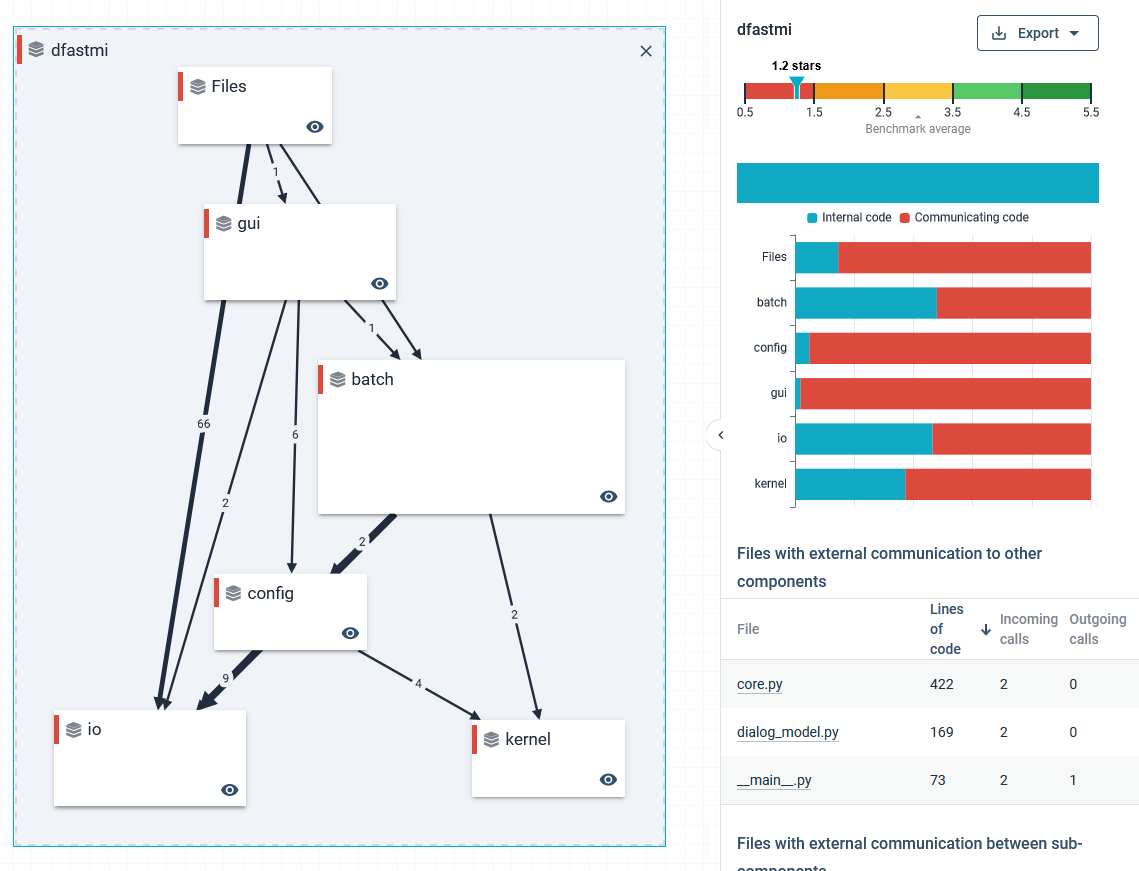 dfastmi
Files
1
gui
1
batch
66
6
2
2
config
2
9
4
io
kernel
dfastmi
Export
1.2 stars
0.5 1.5 2.5 3.5 4.5 5.5
Benchmark average
Internal code Communicating code
Files
batch
config
gui
io
kernel
Files with external communication to other
components
File Lines of code Incoming calls Outgoing calls
core.py 422 2 0
dialog_model.py 169 2 0
__main__.py 73 2 1
Files with external communication between sub-
components